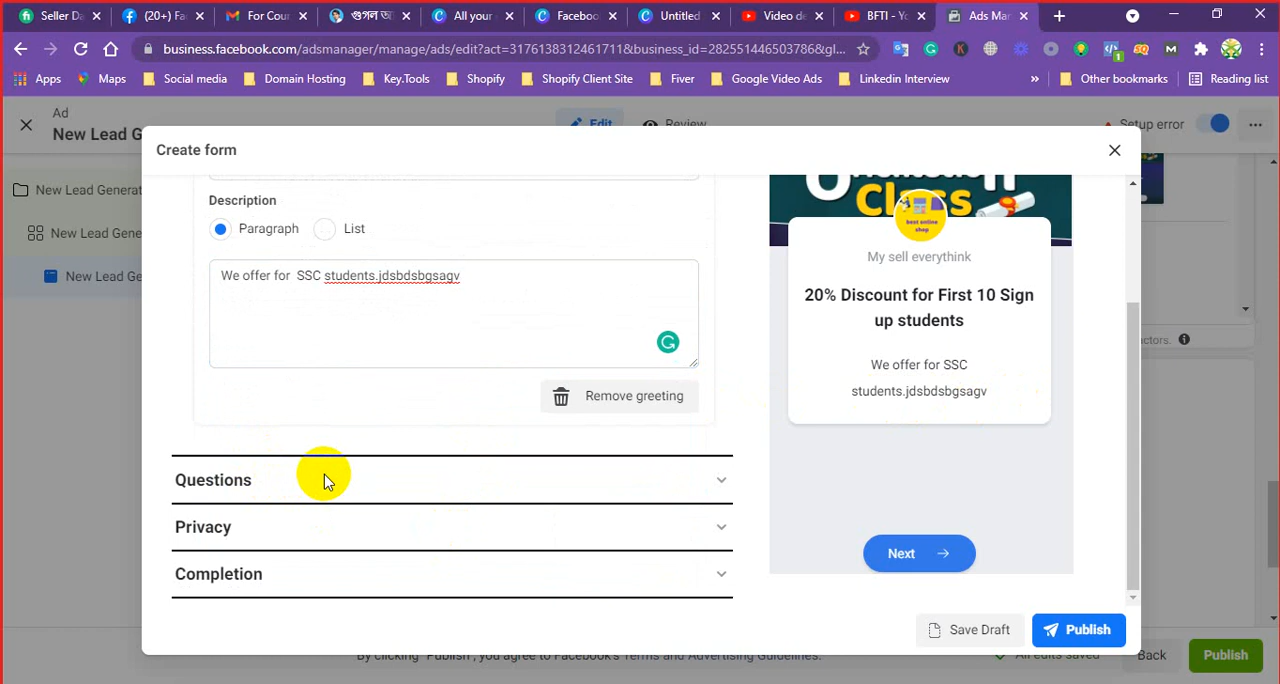 Seller Da
(20+) Fa
For Cour
গুগল অ
All your
Faceboo
Untitled
Video de
BFTI - Yo
Ads Mar
business.facebook.com/adsmanager/manage/ads/edit?act=3176138312461711&business_id=282551446503786&gl...
Apps
Maps
Social media
Domain Hosting
Key.Tools
Shopify
Shopify Client Site
Fiver
Google Video Ads
Linkedin Interview
»
Other bookmarks
Reading list
Ad
New Lead G
Edit
Review
Setup error
Create form
New Lead Generat
New Lead Gene
New Lead Ge
Description
Paragraph
List
We offer for SSC students.jdsbdsbgsagv
Remove greeting
Questions
Privacy
Completion
Orientation
Class
best online
shop
My sell everythink
20% Discount for First 10 Sign
up students
We offer for SSC
students.jdsbdsbgsagv
Next
ctors.
Save Draft
Publish
By clicking "Publish", you agree to Facebook's Terms and Advertising Guidelines.
All edits saved
Back
Publish